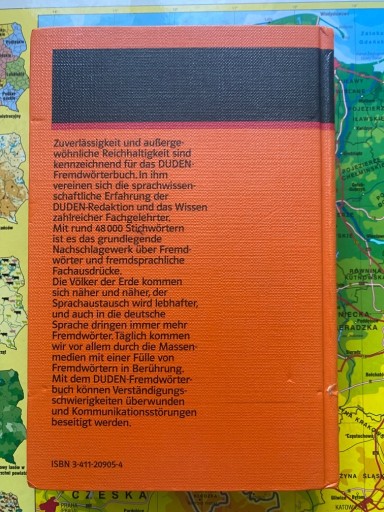 Zuverlässigkeit und außerge-
wöhnliche Reichhaltigkeit sind
kennzeichnend für das DUDEN-
Fremdwörterbuch. In ihm
vereinen sich die sprachwissen-
schaftliche Erfahrung der
DUDEN-Redaktion und das Wissen
zahlreicher Fachgelehrter.
Mit rund 48 000 Stichwörtern
ist es das grundlegende
Nachschlagewerk über Fremd-
wörter und fremdsprachliche
Fachausdrücke.
Die Völker der Erde kommen
sich näher und näher, der
Sprachaustausch wird lebhafter,
und auch in die deutsche
Sprache dringen immer mehr
Fremdwörter. Täglich kommen
wir vor allem durch die Massen-
medien mit einer Fülle von
Fremdwörtern in Berührung.
Mit dem DUDEN-Fremdwörter-
buch können Verständigungs-
schwierigkeiten überwunden
und Kommunikationsstörungen
beseitigt werden.
ISBN 3-411-20905-4
CZESKA